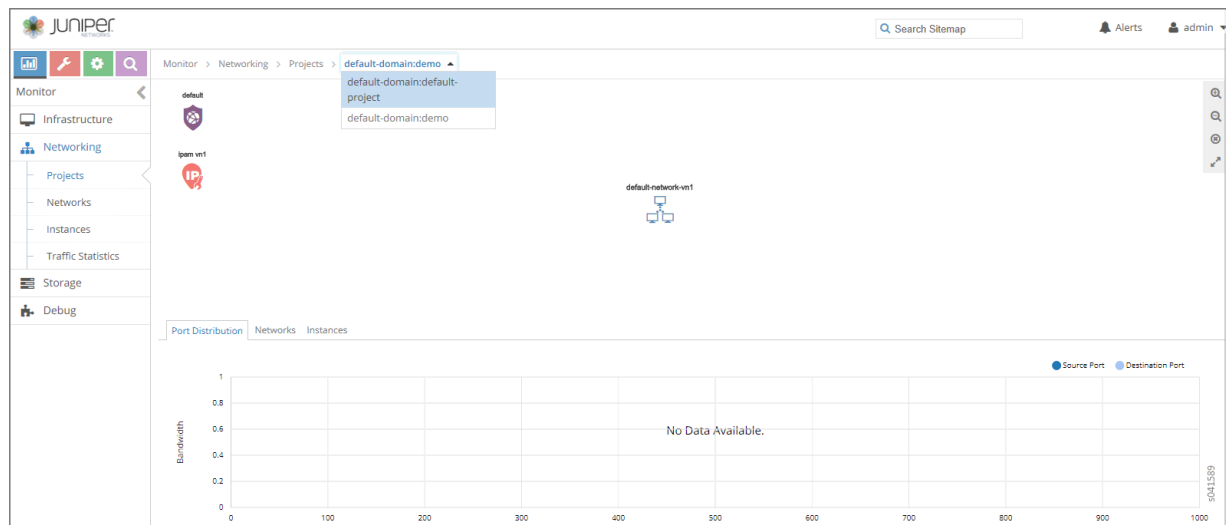 JUNIPER
NETWORKS
Search Sitemap
Alerts
admin
Monitor > Networking > Projects > default-domain:demo
default-domain:default-
project
default-domain:demo
Monitor
Infrastructure
Networking
Projects
Networks
Instances
Traffic Statistics
Storage
Debug
default
ipam vn1
IP
default-network-vn1
Port Distribution Networks Instances
Source Port Destination Port
Bandwidth
1
0.8
0.6
0.4
0.2
0
No Data Available.
0 100 200 300 400 500 600 700 800 900 1000
s041589